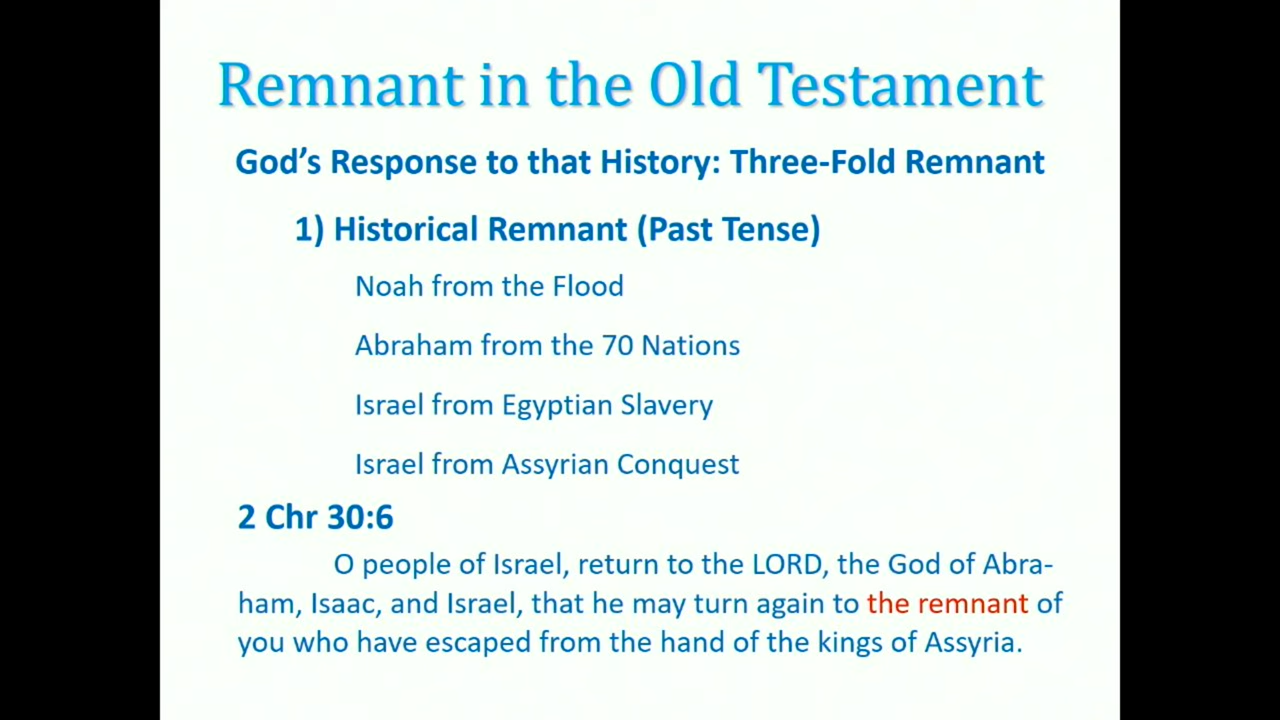 Remnant in the Old Testament
God’s Response to that History: Three-Fold Remnant
1) Historical Remnant (Past Tense)
Noah from the Flood
Abraham from the 70 Nations
Israel from Egyptian Slavery
Israel from Assyrian Conquest
2 Chr 30:6
O people of Israel, return to the LORD, the God of Abra-
ham, Isaac, and Israel, that he may turn again to the remnant of
you who have escaped from the hand of the kings of Assyria.